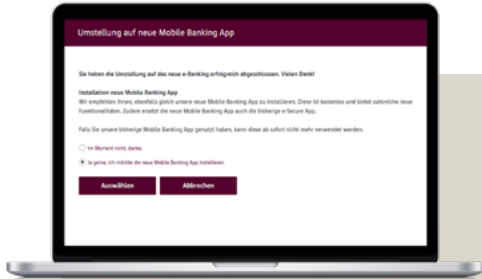 Umstellung auf neue Mobile Banking App
Sie haben die Umstellung auf das neue e-Banking erfolgreich abgeschlossen. Vielen Dank!
Installation neue Mobile Banking App
Wir empfehlen Ihnen, ebenfalls gleich unsere neue Mobile Banking App zu installieren. Diese ist kostenlos und bietet zahlreiche neue
Funktionalitäten. Zudem ersetzt die neue Mobile Banking App auch die bisherige e-Secure App.
Falls Sie unsere bisherige Mobile Banking App genutzt haben, kann diese ab sofort nicht mehr verwendet werden.
Im Moment nicht, danke.
Ja gerne, ich möchte die neue Mobile Banking App installieren
Auswählen Abbrechen